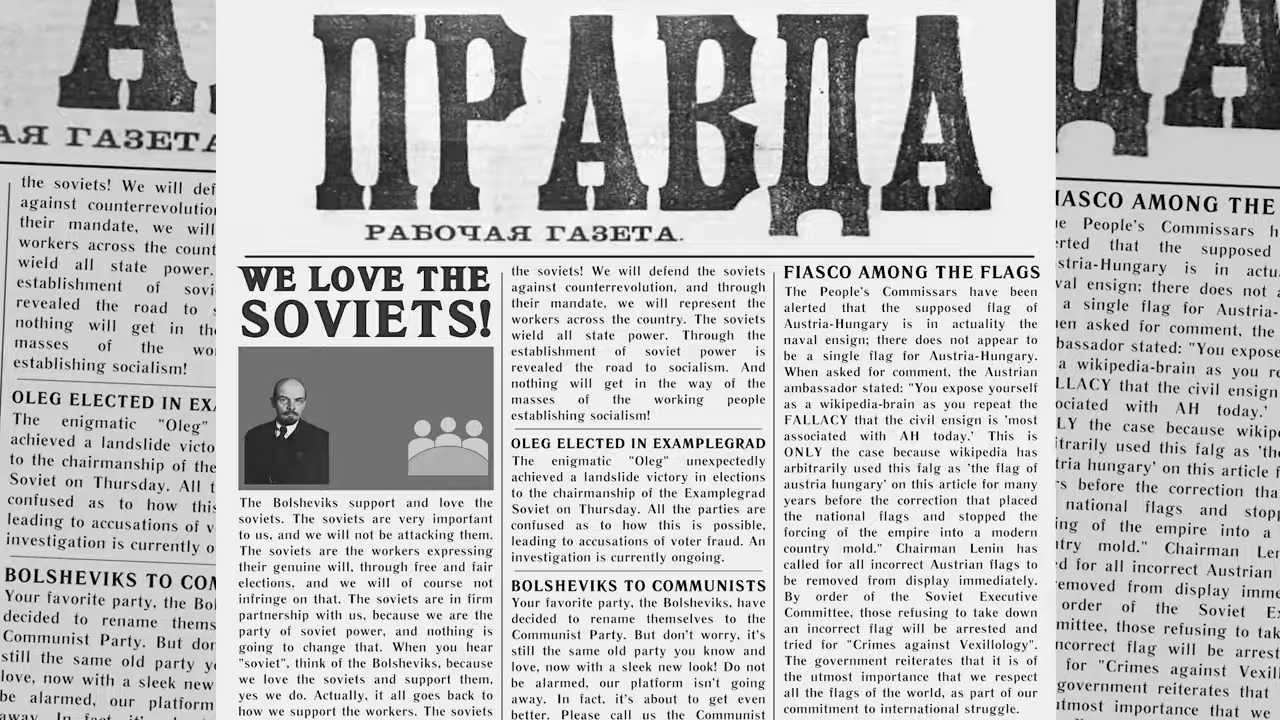 ПРАВДА
РАБОЧАЯ ГАЗЕТА.
WE LOVE THE
SOVIETS!
The Bolsheviks support and love the
soviets. The soviets are very important
to us, and we will not be attacking them.
The soviets are the workers expressing
their genuine will, through free and fair
elections, and we will of course not
infringe on that. The soviets are in firm
partnership with us, because we are the
party of soviet power, and nothing is
going to change that. When you hear
"soviet", think of the Bolsheviks, because
we love the soviets and support them,
yes we do. Actually, it all goes back to
how we support the workers. The soviets
the soviets! We will defend the soviets
against counterrevolution, and through
their mandate, we will represent the
workers across the country. The soviets
wield all state power. Through the
establishment of soviet power is
revealed the road to socialism. And
nothing will get in the way of the
masses of the working people
establishing socialism!
OLEG ELECTED IN EXAMPLEGRAD
The enigmatic "Oleg" unexpectedly
achieved a landslide victory in elections
to the chairmanship of the Examplegrad
Soviet on Thursday. All the parties are
confused as to how this is possible,
leading to accusations of voter fraud. An
investigation is currently ongoing.
BOLSHEVIKS TO COMMUNISTS
Your favorite party, the Bolsheviks, have
decided to rename themselves to the
Communist Party. But don't worry, it's
still the same old party you know and
love, now with a sleek new look! Do not
be alarmed, our platform isn't going
away. In fact, it's about to get even
better. Please call us the Communist
FIASCO AMONG THE FLAGS
The People's Commissars have been
alerted that the supposed flag of
Austria-Hungary is in actuality the
naval ensign; there does not appear to
be a single flag for Austria-Hungary.
When asked for comment, the Austrian
ambassador stated: "You expose yourself
as a wikipedia-brain as you repeat the
FALLACY that the civil ensign is 'most
associated with AH today.' This is
ONLY the case because wikipedia has
arbitrarily used this falg as 'the flag of
austria hungary' on this article for many
years before the correction that placed
the national flags and stopped the
forcing of the empire into a modern
country mold." Chairman Lenin has
called for all incorrect Austrian flags to
be removed from display immediately.
By order of the Soviet Executive
Committee, those refusing to take down
an incorrect flag will be arrested and
tried for "Crimes against Vexillology".
The government reiterates that it is of
the utmost importance that we respect
all the flags of the world, as part of our
commitment to international struggle.